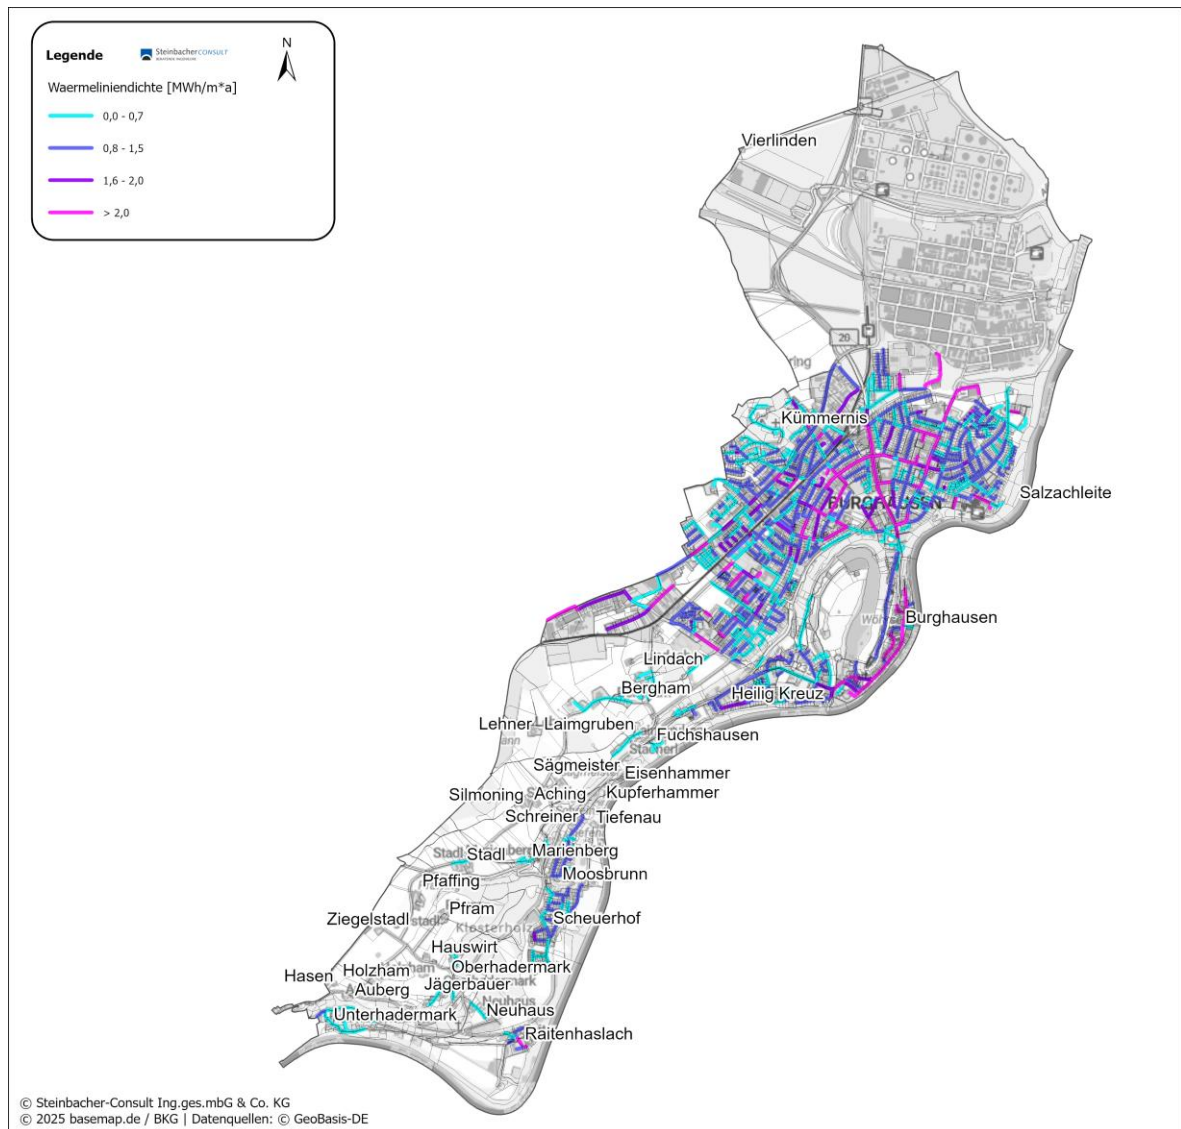 Legende
SteinbacherCONSULT
N
Waermeliniendichte [MWh/m*a]
0,0 - 0,7
0,8 - 1,5
1,6 - 2,0
> 2,0
Vierlinden
20
ring
Kümmernis
BURGHAUSEN
Salzachleite
Burghausen
Lindach
Bergham
Heilig Kreuz
Lehner
Laimgruben
Fuchshausen
Sägmeister
Eisenhammer
Silmoning
Aching
Kupferhammer
Schreiner
Tiefenau
Stadl
Stadl
Marienberg
Pfaffing
Moosbrunn
Pfram
Ziegelstadl
Scheuerhof
Klosterholz
Hauswirt
Oberhadermark
Hasen
Holzham
Jägerbauer
Auberg
Neuhaus
Neuhaus
Unterhadermark
Raitenhaslach
© Steinbacher-Consult Ing.ges.mbG & Co. KG
© 2025 basemap.de / BKG | Datenquellen: © GeoBasis-DE